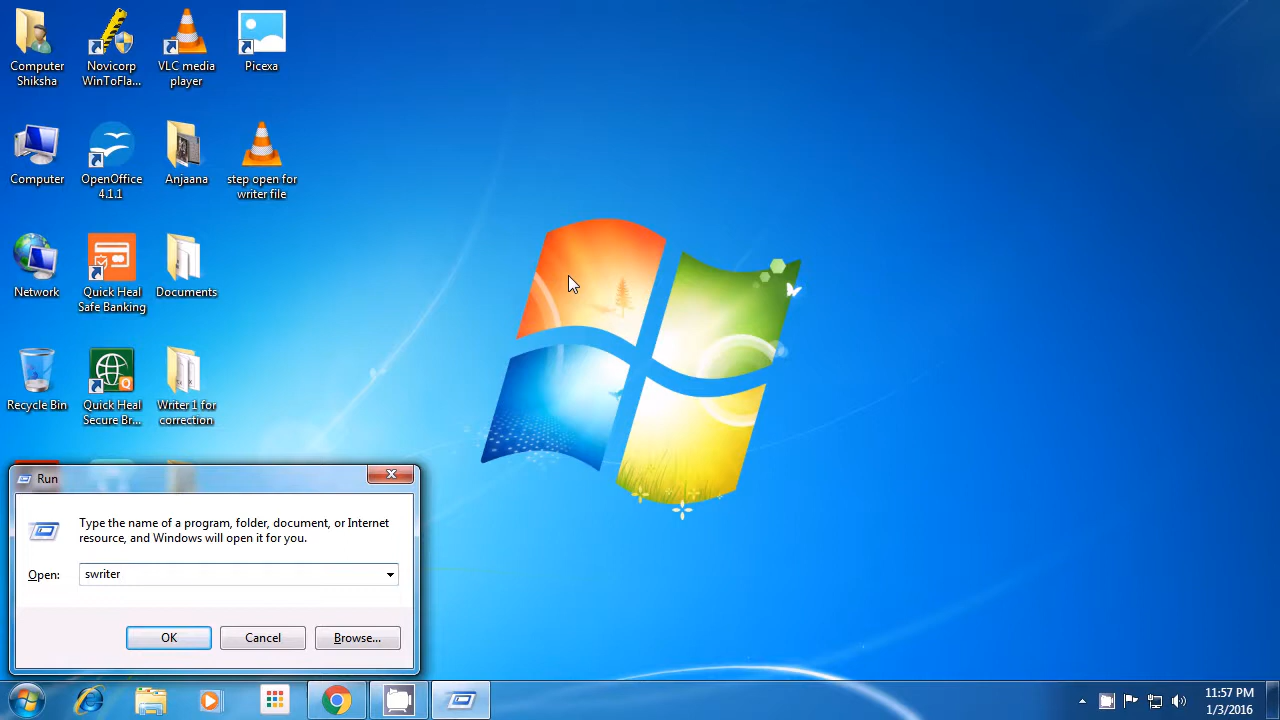 Computer
Shiksha
Novicorp
WinToFla...
VLC media
player
Picexa
Computer
OpenOffice
4.1.1
Anjaana
step open for
writer file
Network
Quick Heal
Safe Banking
Documents
Recycle Bin
Quick Heal
Secure Br...
Writer 1 for
correction
Run
Type the name of a program, folder, document, or Internet
resource, and Windows will open it for you.
Open:
swriter
OK
Cancel
Browse...
11:57 PM
1/3/2016